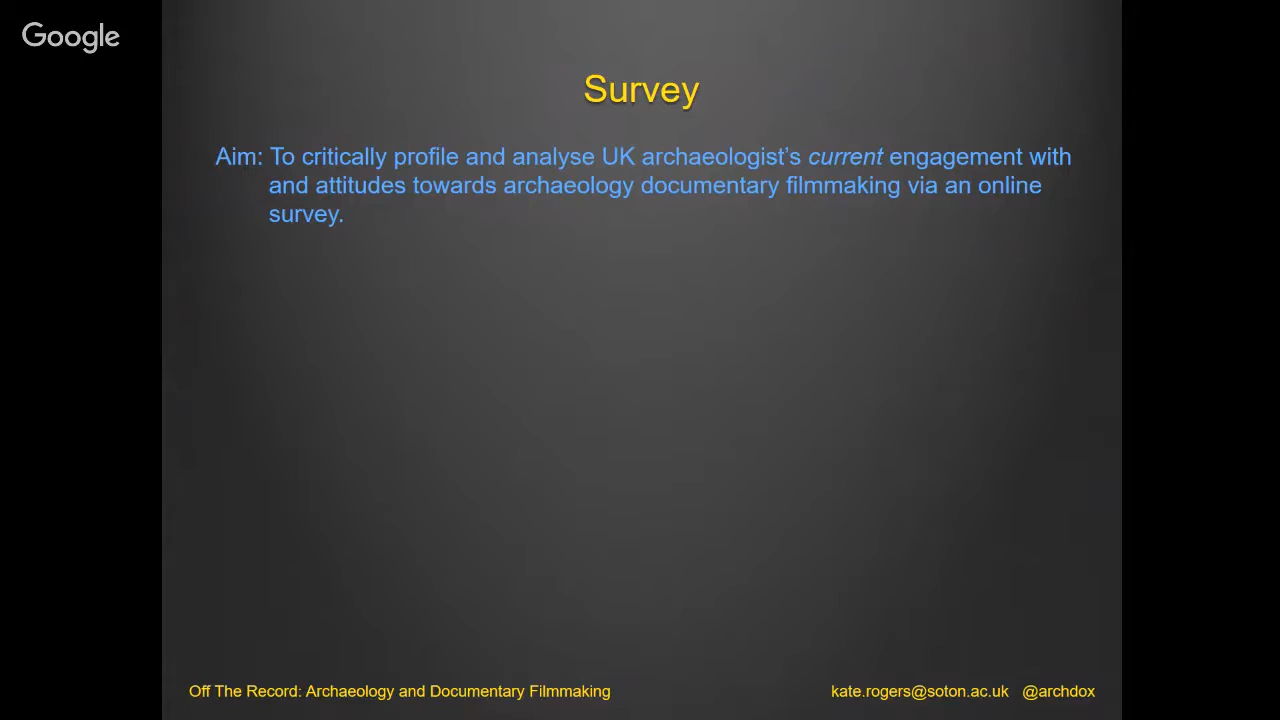 Google
Survey
Aim: To critically profile and analyse UK archaeologist’s current engagement with
and attitudes towards archaeology documentary filmmaking via an online
survey.
Off The Record: Archaeology and Documentary Filmmaking
kate.rogers@soton.ac.uk @archdox